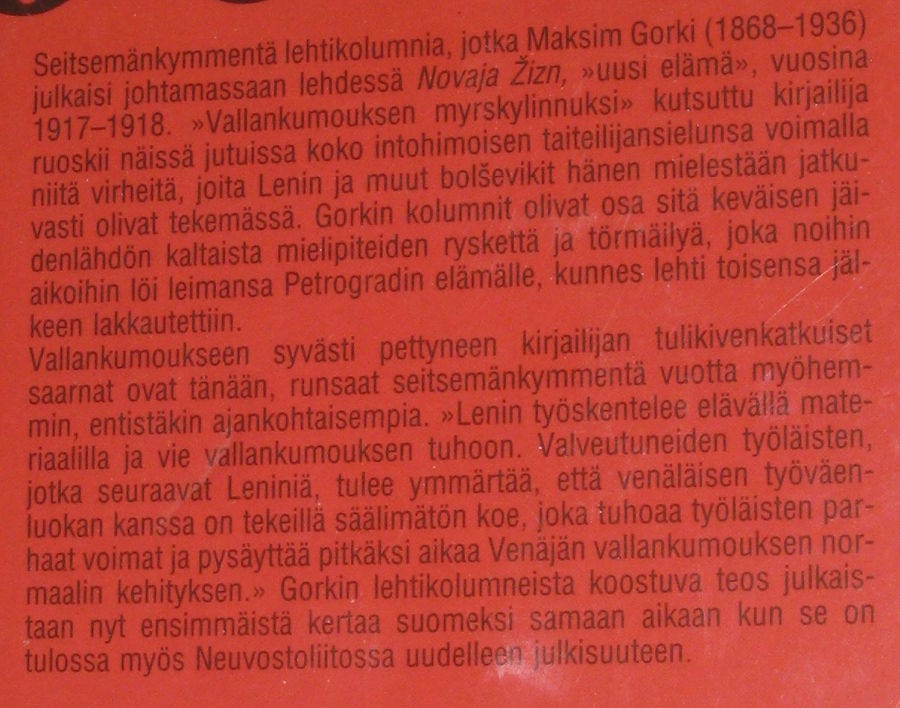 Seitsemänkymmentä lehtikolumnia, jotka Maksim Gorki (1868–1936)
julkaisi johtamassaan lehdessä Novaja Žizn, »uusi elämä», vuosina
1917–1918. »Vallankumouksen myrskylinnuksi» kutsuttu kirjailija
ruoskii näissä jutuissa koko intohimoisen taiteilijansielunsa voimalla
niitä virheitä, joita Lenin ja muut bolševikit hänen mielestään jatku-
vasti olivat tekemässä. Gorkin kolumnit olivat osa sitä keväisen jäi-
denlähdön kaltaista mielipiteiden ryskettä ja törmäilyä, joka noihin
aikoihin löi leimansa Petrogradin elämälle, kunnes lehti toisensa jäl-
keen lakkautettiin.
Vallankumoukseen syvästi pettyneen kirjailijan tulikivenkatkuiset
saarnat ovat tänään, runsaat seitsemänkymmentä vuotta myöhem-
min, entistäkin ajankohtaisempia. »Lenin työskentelee elävällä mate-
riaalilla ja vie vallankumouksen tuhoon. Valveutuneiden työläisten,
jotka seuraavat Leniniä, tulee ymmärtää, että venäläisen työväen-
luokan kanssa on tekeillä säälimätön koe, joka tuhoaa työläisten par-
haat voimat ja pysäyttää pitkäksi aikaa Venäjän vallankumouksen nor-
maalin kehityksen.» Gorkin lehtikolumneista koostuva teos julkais-
taan nyt ensimmäistä kertaa suomeksi samaan aikaan kun se on
tulossa myös Neuvostoliitossa uudelleen julkisuuteen.